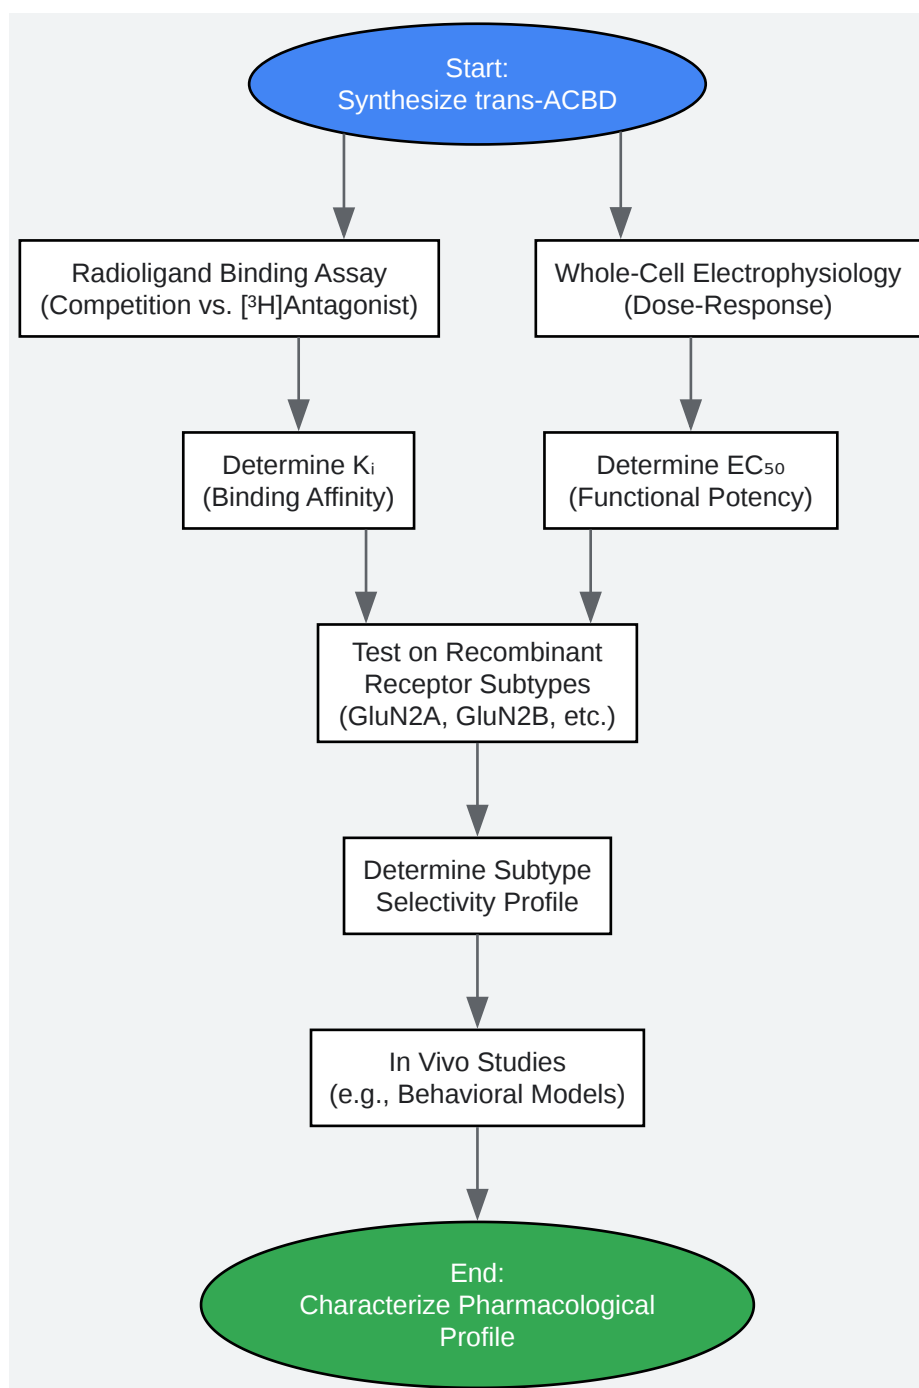 Start:
Synthesize trans-ACBD
Radioligand Binding Assay
(Competition vs. [³H]Antagonist)
Whole-Cell Electrophysiology
(Dose-Response)
Determine Kᵢ
(Binding Affinity)
Determine EC₅₀
(Functional Potency)
Test on Recombinant
Receptor Subtypes
(GluN2A, GluN2B, etc.)
Determine Subtype
Selectivity Profile
In Vivo Studies
(e.g., Behavioral Models)
End:
Characterize Pharmacological
Profile